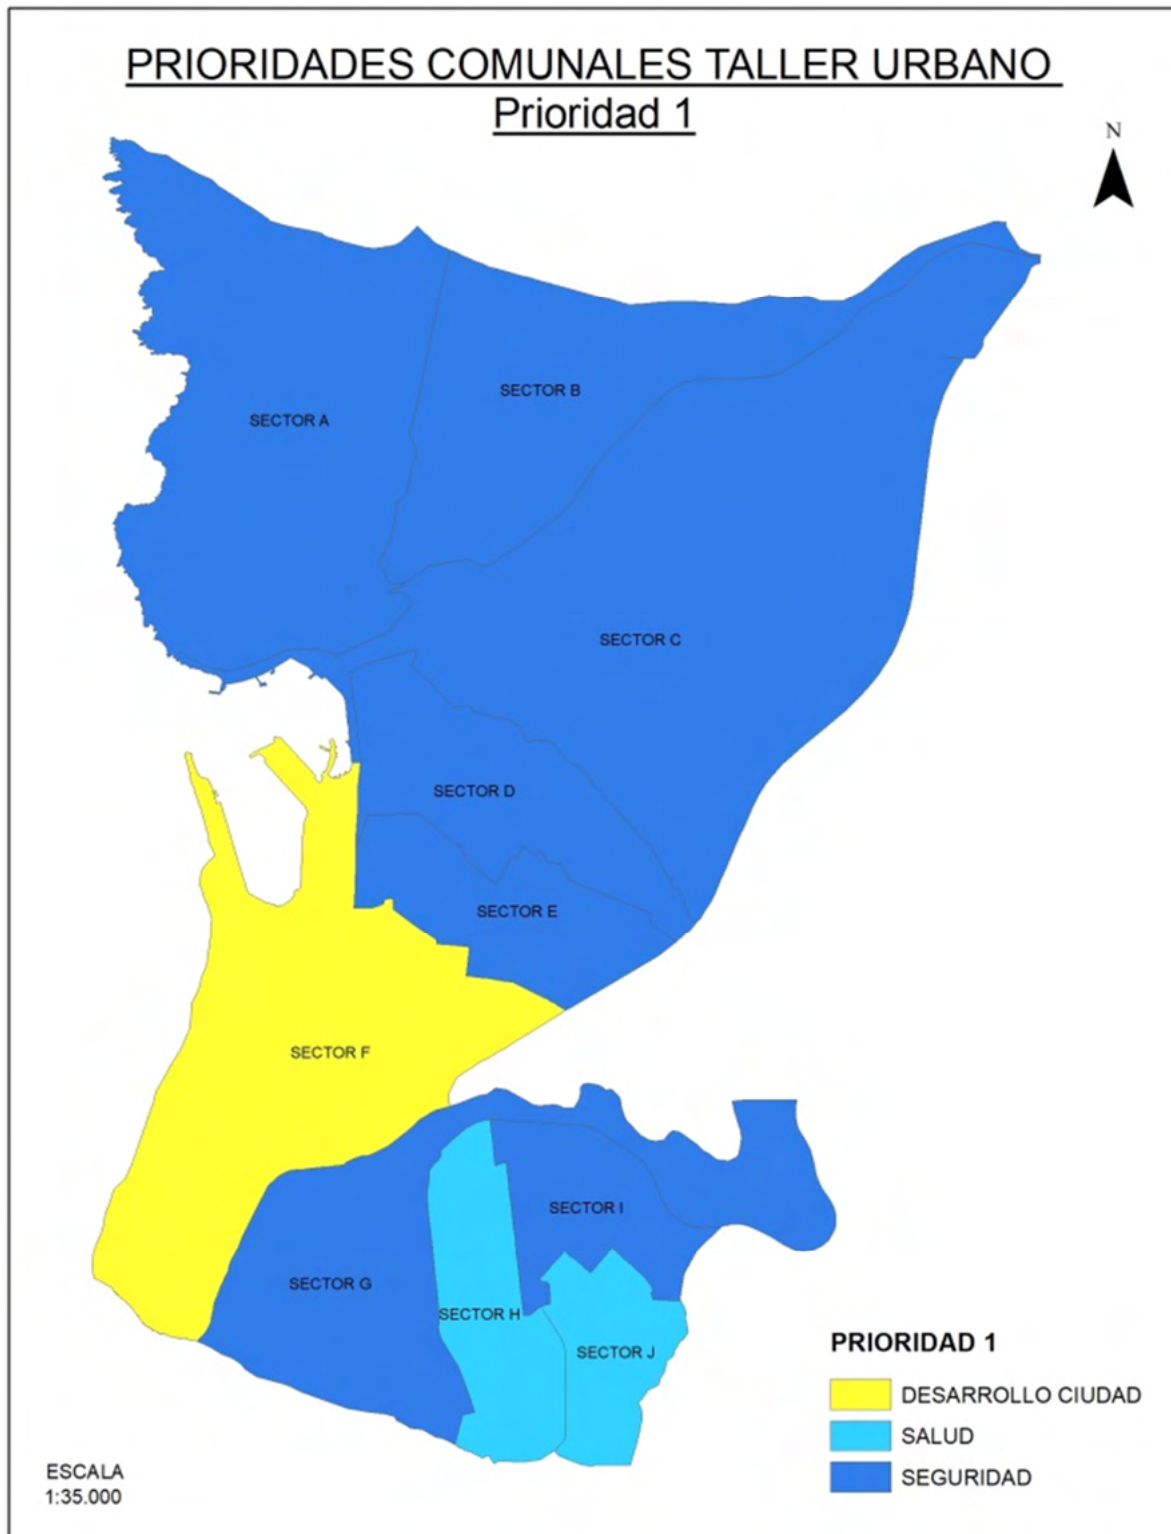 PRIORIDADES COMUNALES TALLER URBANO
Prioridad 1
N
SECTOR B
SECTOR A
SECTOR C
SECTOR D
SECTOR E
SECTOR F
SECTOR I
SECTOR G
SECTOR H
SECTOR J
PRIORIDAD 1
DESARROLLO CIUDAD
SALUD
SEGURIDAD
ESCALA
1:35.000